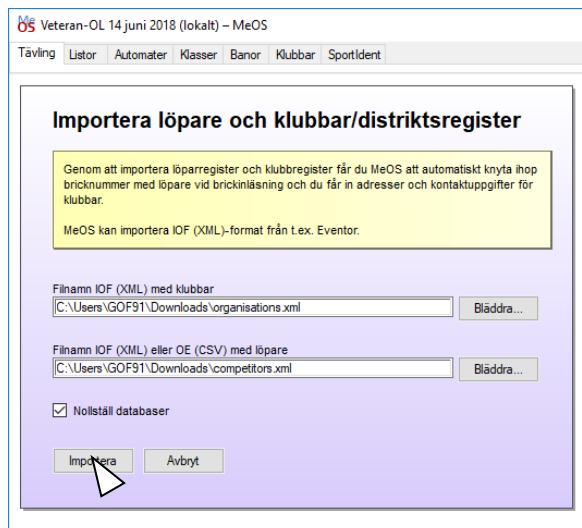 MeOS Veteran-OL 14 juni 2018 (lokalt) – MeOS
Tävling Listor Automater Klasser Banor Klubbar SportIdent
Importera löpare och klubbar/distriktsregister
Genom att importera löparregister och klubbregister får du MeOS att automatiskt knyta ihop
bricknummer med löpare vid brickinläsning och du får in adresser och kontaktuppgifter för
klubbar.
MeOS kan importera IOF (XML)-format från t.ex. Eventor.
Filnamn IOF (XML) med klubbar
C:\Users\GOF91\Downloads\organisations.xml Bläddra...
Filnamn IOF (XML) eller OE (CSV) med löpare
C:\Users\GOF91\Downloads\competitors.xml Bläddra...
Nollställ databaser
Importera Avbryt